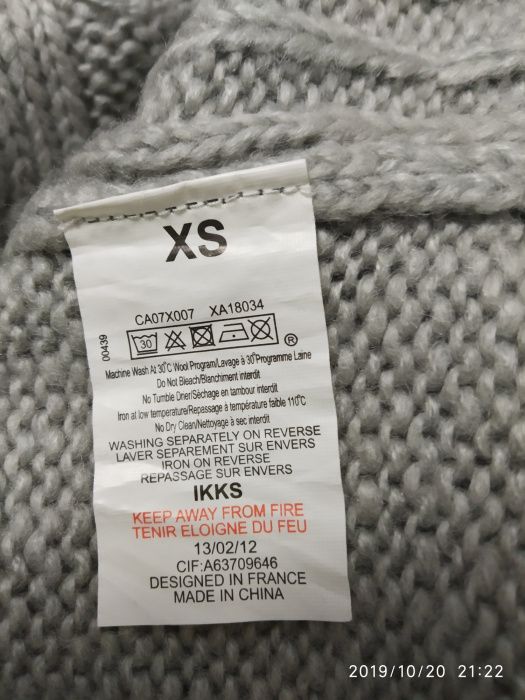 XS
CA07X007 XA18034
00439
30
®
Machine Wash At 30°C Wool Program/Lavage à 30°Programme Laine
Do Not Bleach/Blanchiment interdit
No Tumble Drier/Séchage en tambour interdit
Iron at low temperature/Repassage à température faible 110°C
No Dry Clean/Nettoyage à sec interdit
WASHING SEPARATELY ON REVERSE
LAVER SEPAREMENT SUR ENVERS
IRON ON REVERSE
REPASSAGE SUR ENVERS
IKKS
KEEP AWAY FROM FIRE
TENIR ELOIGNE DU FEU
13/02/12
CIF:A63709646
DESIGNED IN FRANCE
MADE IN CHINA
2019/10/20 21:22